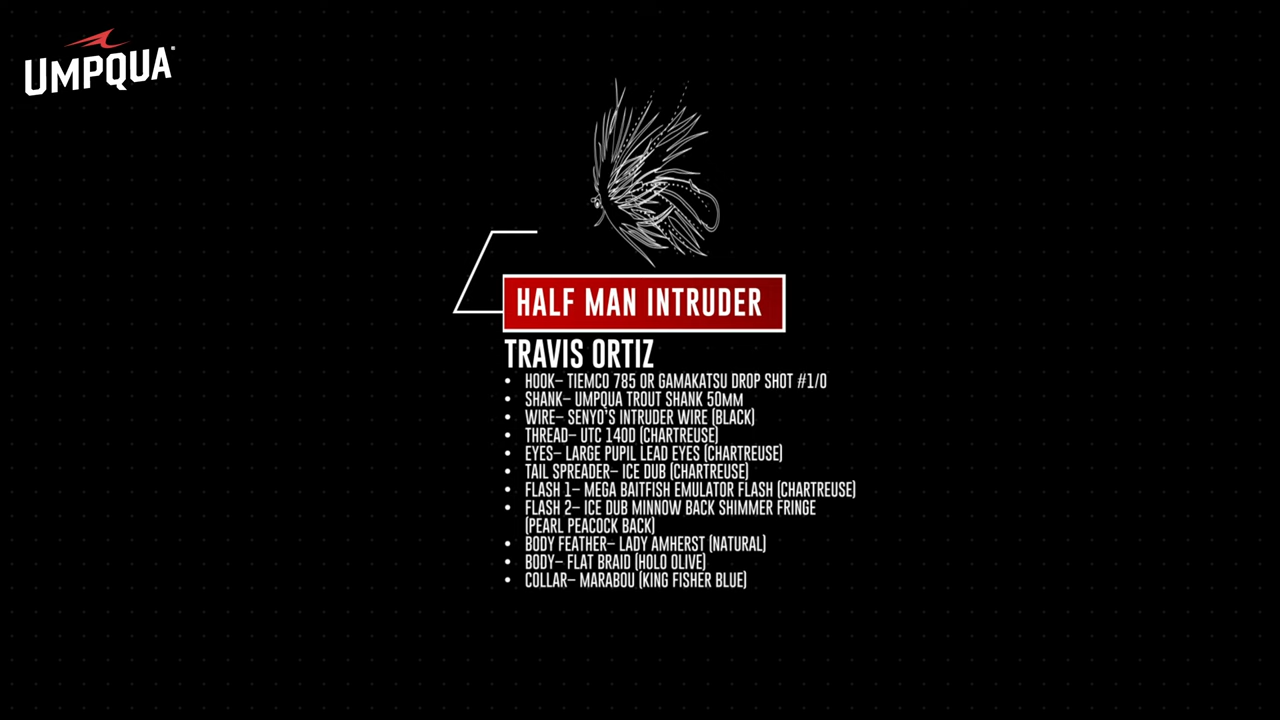 UMPQUA
HALF MAN INTRUDER
TRAVIS ORTIZ
• HOOK– TIEMCO 785 OR GAMAKATSU DROP SHOT #1/0
• SHANK– UMPQUA TROUT SHANK 50MM
• WIRE– SENYO'S INTRUDER WIRE (BLACK)
• THREAD– UTC 140D (CHARTREUSE)
• EYES– LARGE PUPIL LEAD EYES (CHARTREUSE)
• TAIL SPREADER– ICE DUB (CHARTREUSE)
• FLASH 1– MEGA BAITFISH EMULATOR FLASH (CHARTREUSE)
• FLASH 2– ICE DUB MINNOW BACK SHIMMER FRINGE
(PEARL PEACOCK BACK)
• BODY FEATHER– LADY AMHERST (NATURAL)
• BODY– FLAT BRAID (HOLO OLIVE)
• COLLAR– MARABOU (KING FISHER BLUE)